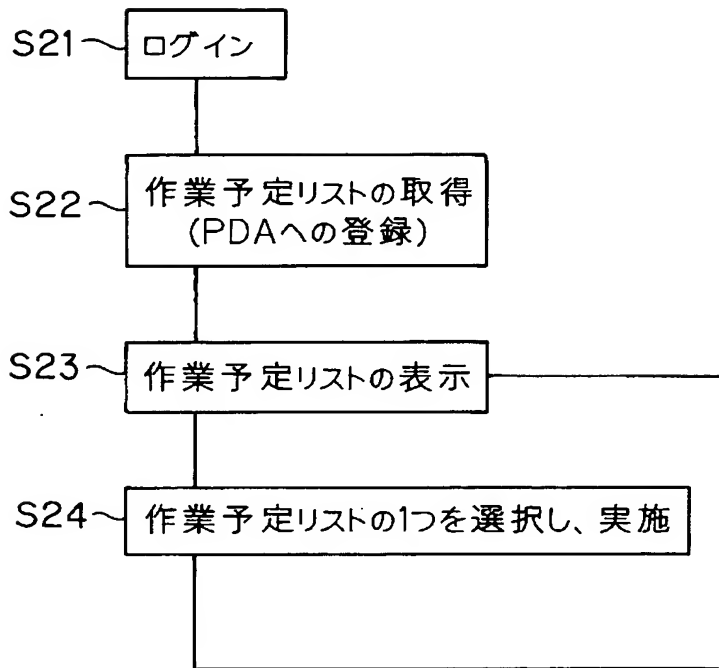 S21 ログイン
S22 作業予定リストの取得
(PDAへの登録)
S23 作業予定リストの表示
S24 作業予定リストの1つを選択し、実施